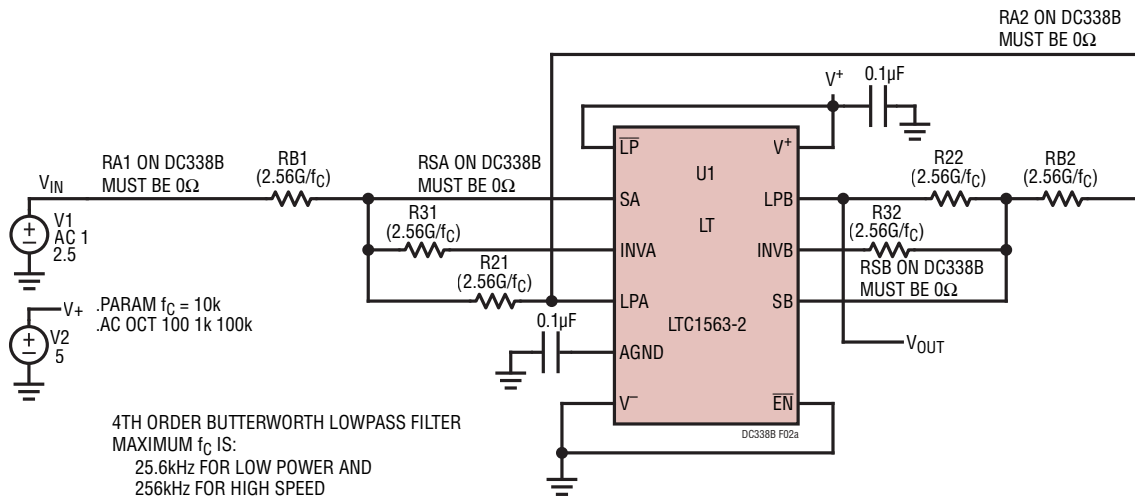 RA2 ON DC338B
MUST BE 0Ω
V⁺
0.1µF
RA1 ON DC338B
MUST BE 0Ω
RB1
(2.56G/fC)
RSA ON DC338B
MUST BE 0Ω
VIN
V1
AC 1
2.5
R31
(2.56G/fC)
R21
(2.56G/fC)
V+
V2
5
.PARAM fC = 10k
.AC OCT 100 1k 100k
0.1µF
L̅P̅
SA
INVA
LPA
AGND
V⁻
U1
LT
LTC1563-2
V⁺
LPB
INVB
SB
E̅N̅
DC338B F02a
R22
(2.56G/fC)
RB2
(2.56G/fC)
R32
(2.56G/fC)
RSB ON DC338B
MUST BE 0Ω
VOUT
4TH ORDER BUTTERWORTH LOWPASS FILTER
MAXIMUM fC IS:
25.6kHz FOR LOW POWER AND
256kHz FOR HIGH SPEED